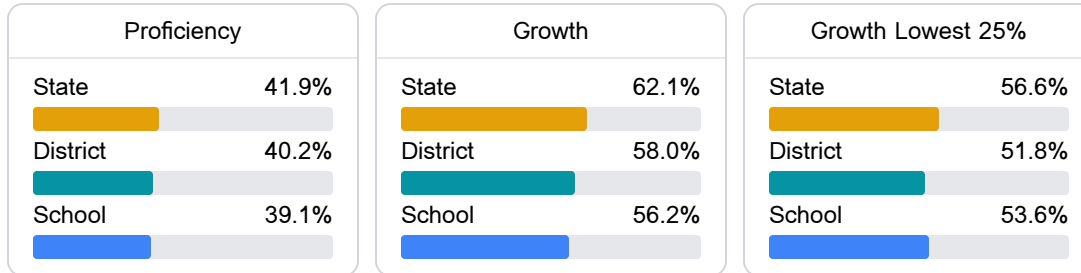 Proficiency
State 41.9%
District 40.2%
School 39.1%
Growth
State 62.1%
District 58.0%
School 56.2%
Growth Lowest 25%
State 56.6%
District 51.8%
School 53.6%